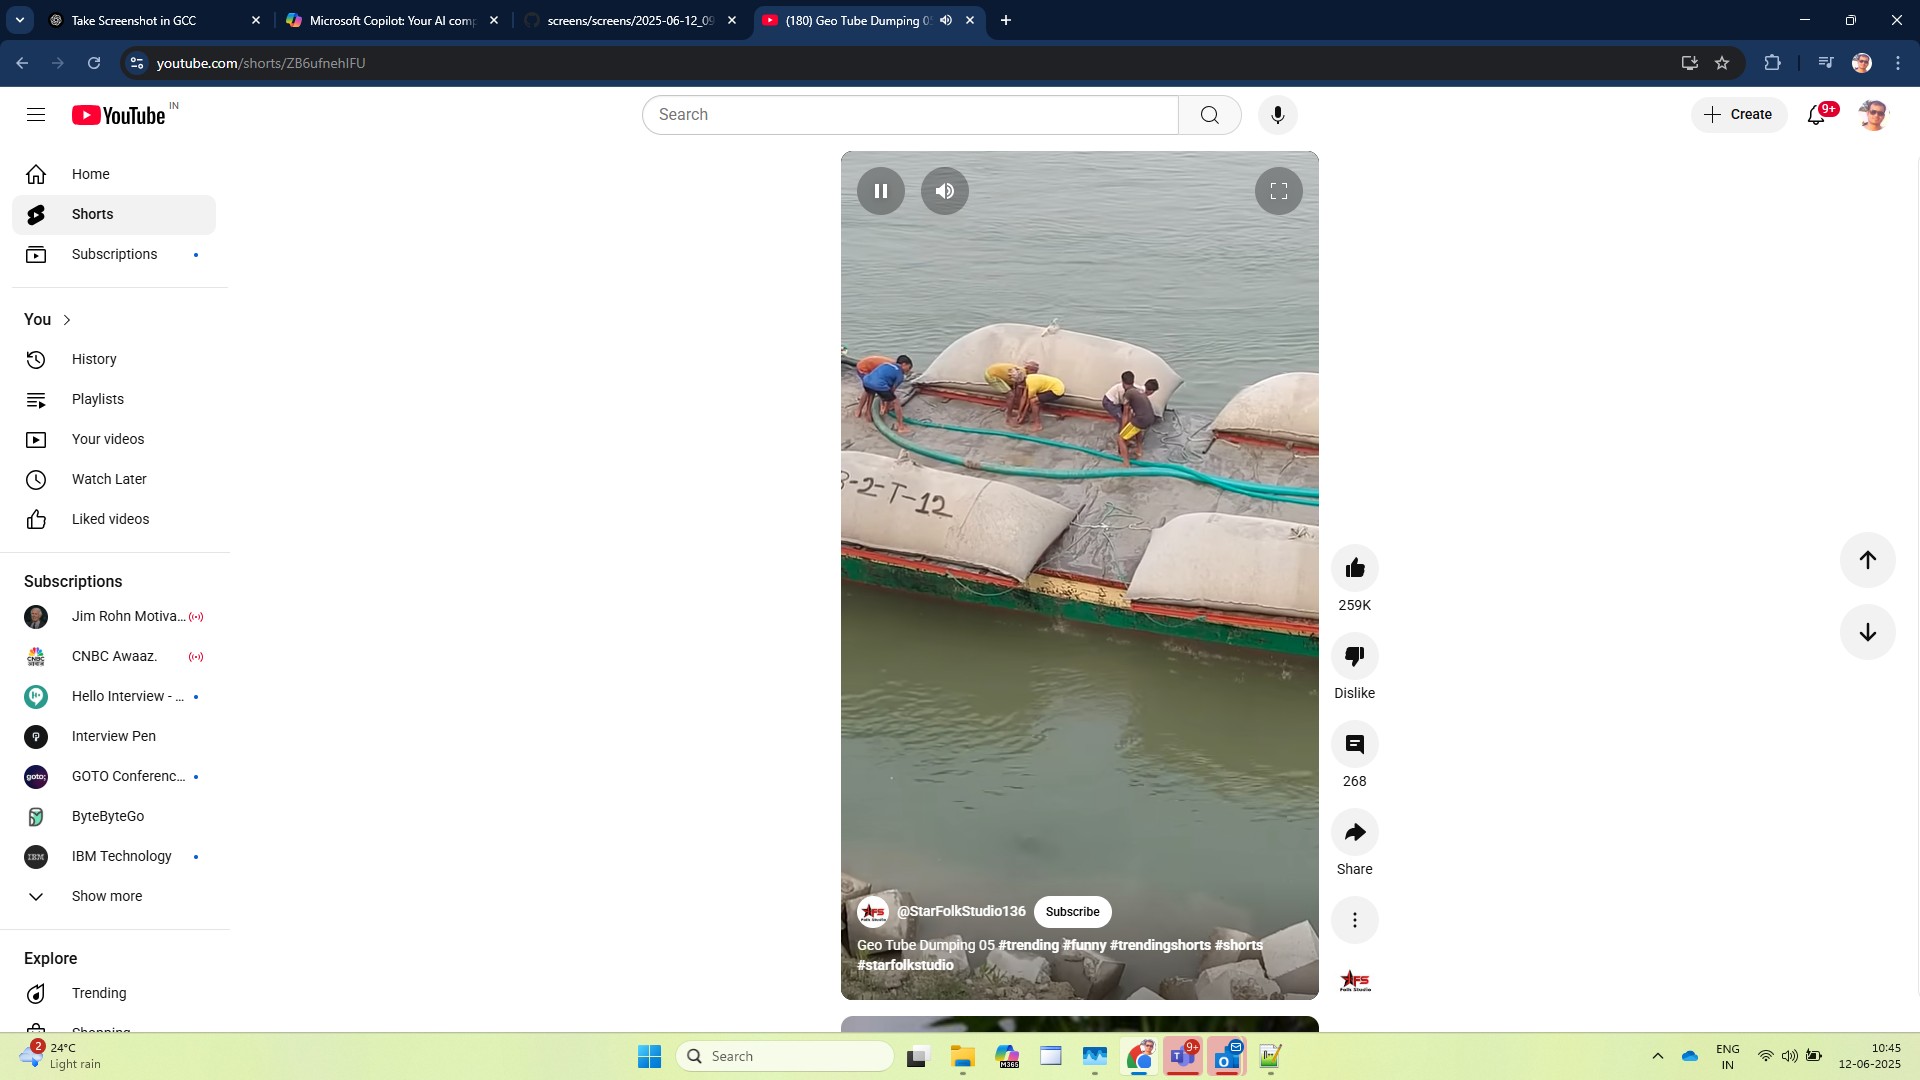 Take Screenshot in GCC
Microsoft Copilot: Your AI comp
screens/screens/2025-06-12_09
(180) Geo Tube Dumping 05
youtube.com/shorts/ZB6ufnehIFU
YouTube IN
Search
Create
9+
Home
Shorts
Subscriptions
You
History
Playlists
Your videos
Watch Later
Liked videos
Subscriptions
Jim Rohn Motiva...
CNBC Awaaz.
Hello Interview - ...
Interview Pen
GOTO Conferenc...
ByteByteGo
IBM Technology
Show more
Explore
Trending
Shopping
-2-T-12
259K
Dislike
268
Share
@StarFolkStudio136
Subscribe
Geo Tube Dumping 05 #trending #funny #trendingshorts #shorts
#starfolkstudio
2
24°C
Light rain
Search
M365
9+
ENG
IN
10:45
12-06-2025